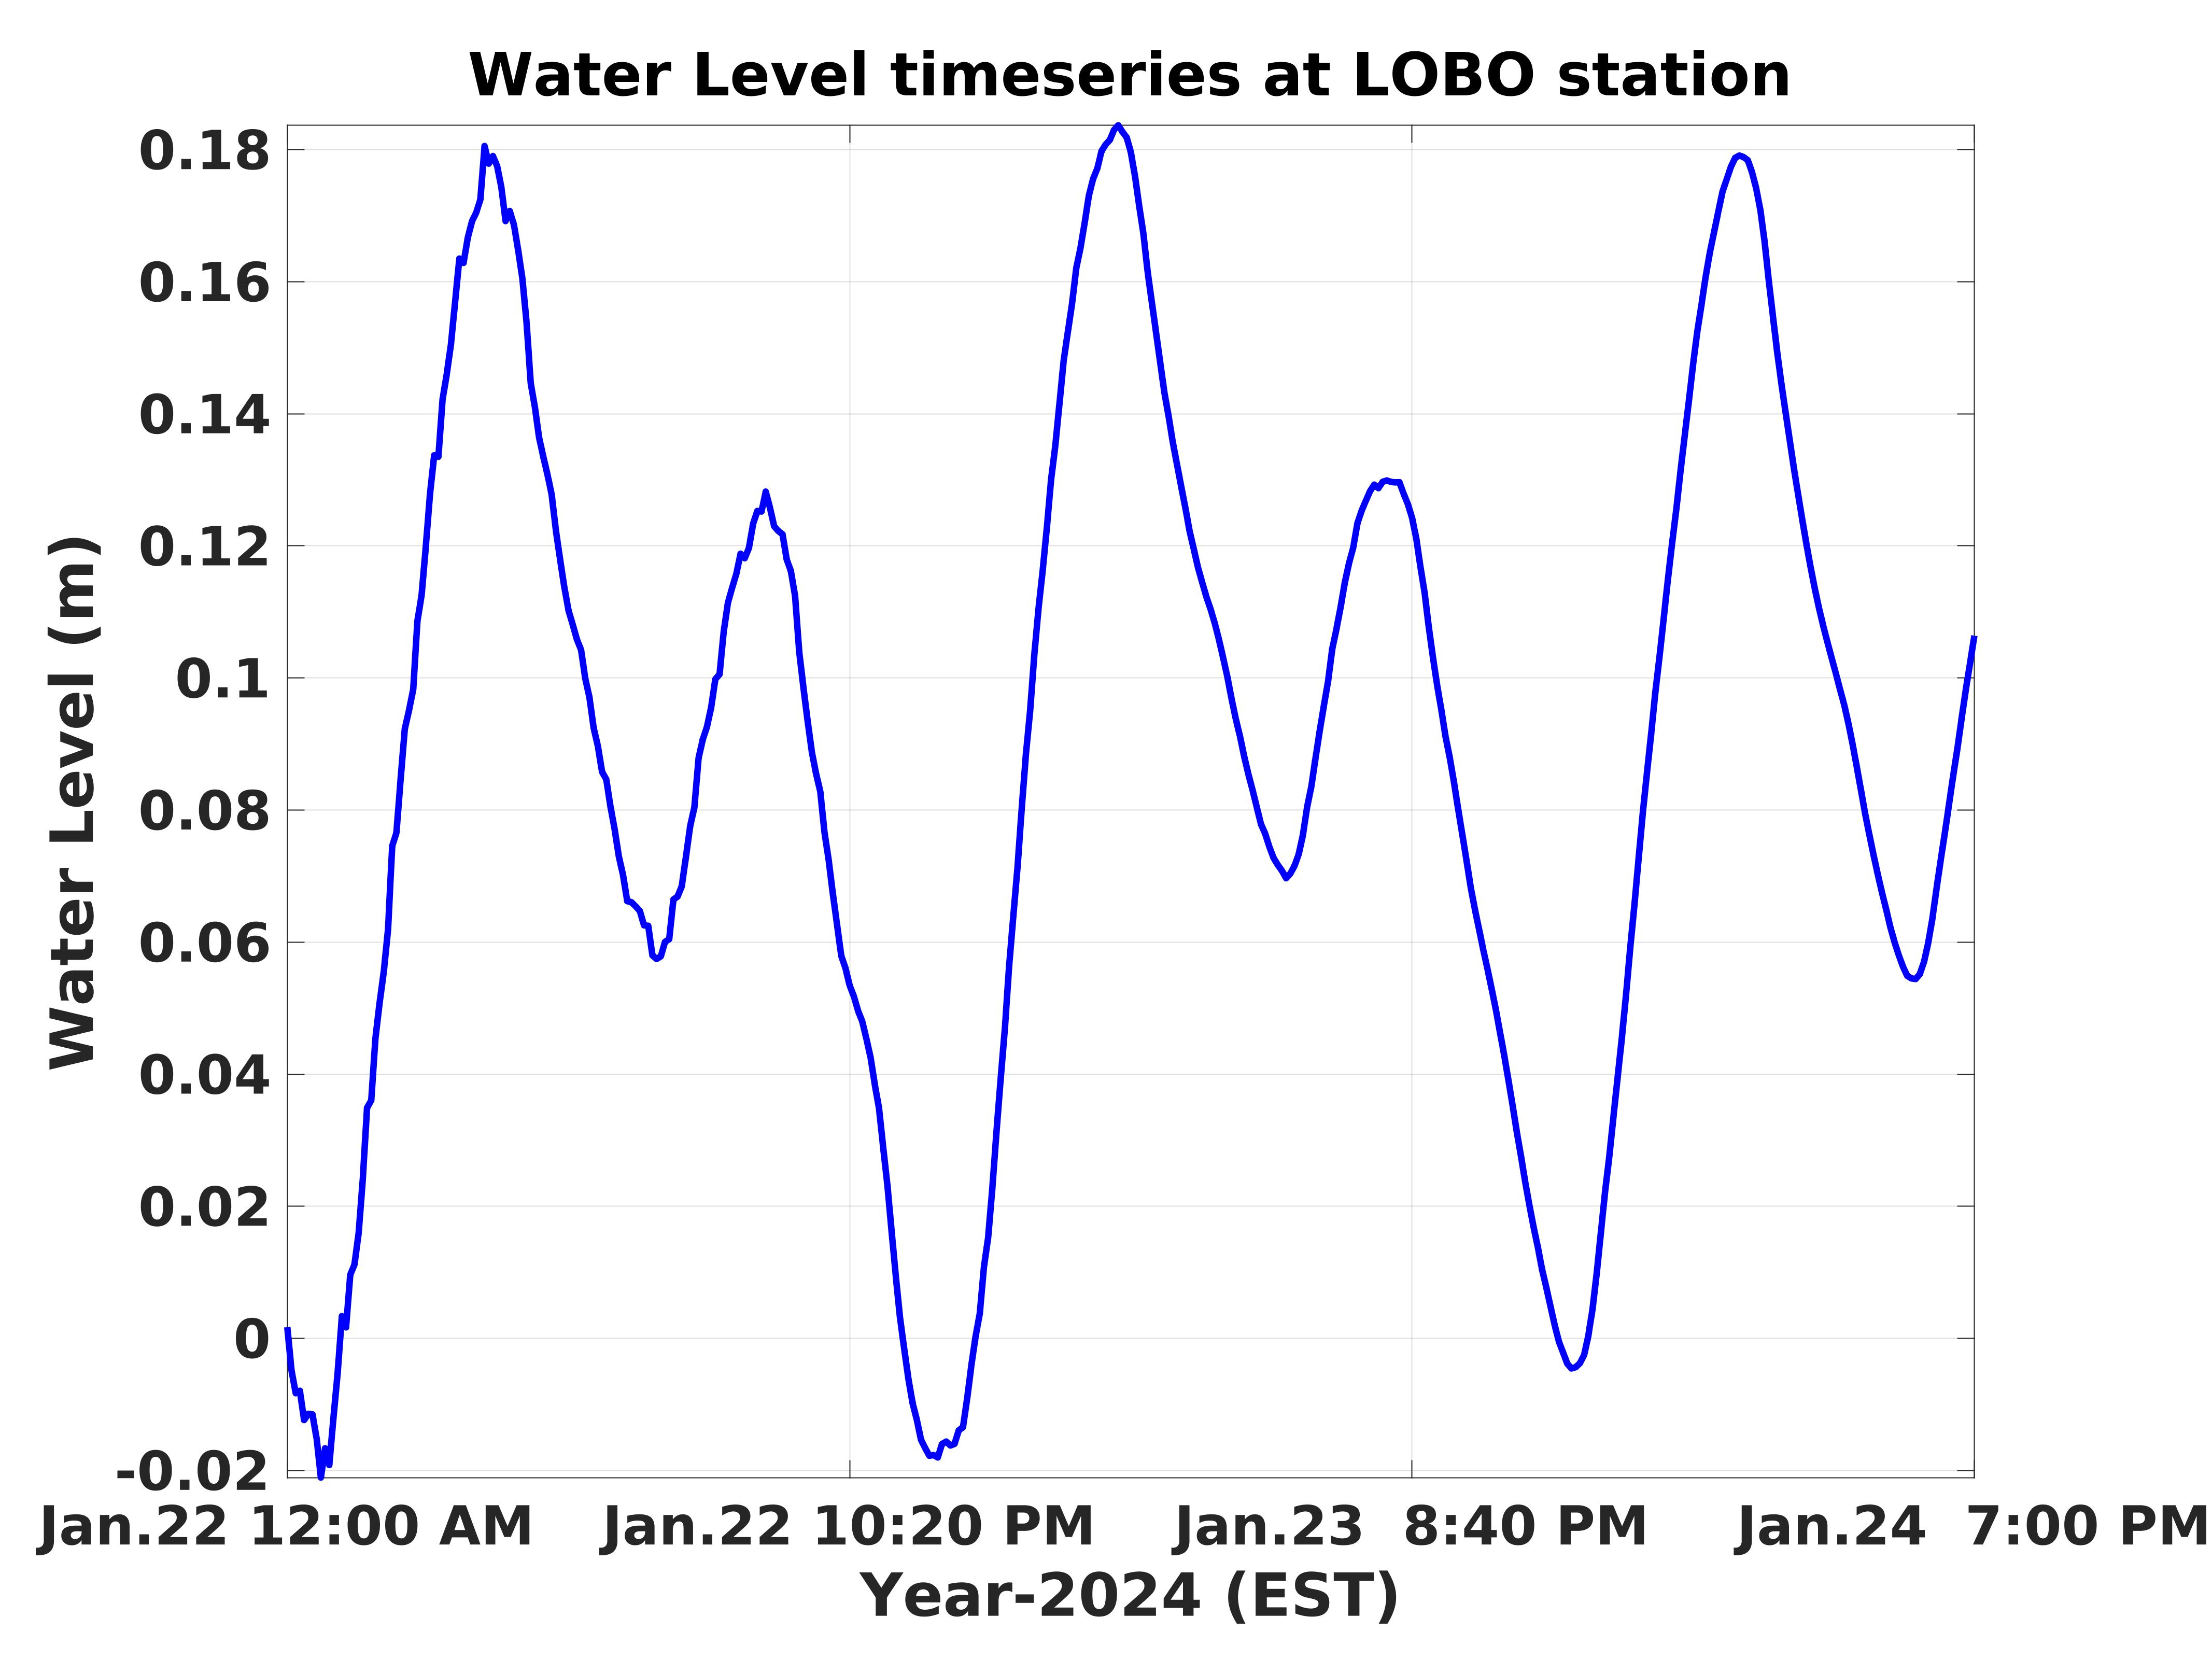 Water Level timeseries at LOBO station
Water Level (m)
0.18
0.16
0.14
0.12
0.1
0.08
0.06
0.04
0.02
0
-0.02
Jan.22 12:00 AM
Jan.22 10:20 PM
Jan.23  8:40 PM
Jan.24  7:00 PM
Year-2024 (EST)